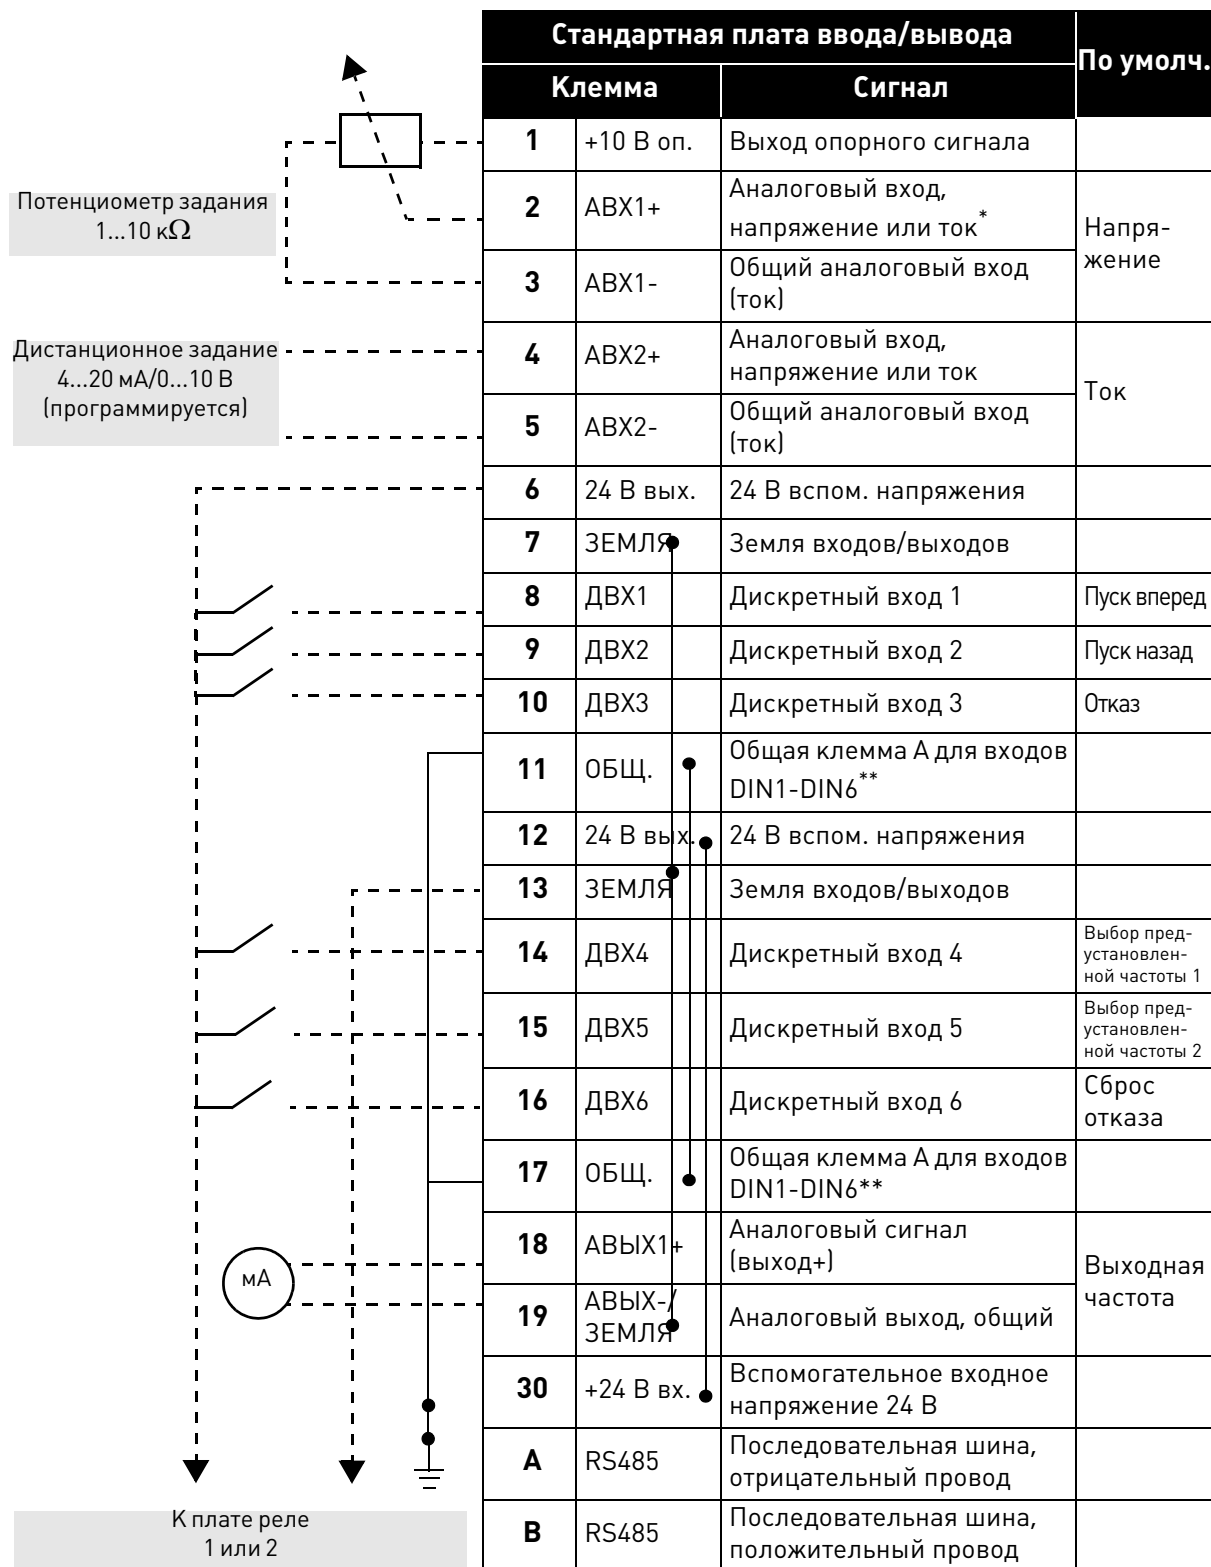 Стандартная плата ввода/вывода
По умолч.
Клемма
Сигнал
1
+10 В оп.
Выход опорного сигнала
Потенциометр задания
1...10 кΩ
2
АВХ1+
Аналоговый вход,
напряжение или ток*
Напря-
жение
3
АВХ1-
Общий аналоговый вход
(ток)
Дистанционное задание
4...20 мА/0...10 В
(программируется)
4
АВХ2+
Аналоговый вход,
напряжение или ток
Ток
5
АВХ2-
Общий аналоговый вход
(ток)
6
24 В вых.
24 В вспом. напряжения
7
ЗЕМЛЯ
Земля входов/выходов
8
ДВХ1
Дискретный вход 1
Пуск вперед
9
ДВХ2
Дискретный вход 2
Пуск назад
10
ДВХ3
Дискретный вход 3
Отказ
11
ОБЩ.
Общая клемма А для входов
DIN1-DIN6**
12
24 В вых.
24 В вспом. напряжения
13
ЗЕМЛЯ
Земля входов/выходов
14
ДВХ4
Дискретный вход 4
Выбор пред-
установлен-
ной частоты 1
15
ДВХ5
Дискретный вход 5
Выбор пред-
установлен-
ной частоты 2
16
ДВХ6
Дискретный вход 6
Сброс
отказа
17
ОБЩ.
Общая клемма А для входов
DIN1-DIN6**
18
АВЫХ1+
Аналоговый сигнал
(выход+)
Выходная
частота
мА
19
АВЫХ-/
ЗЕМЛЯ
Аналоговый выход, общий
30
+24 В вх.
Вспомогательное входное
напряжение 24 В
A
RS485
Последовательная шина,
отрицательный провод
К плате реле
1 или 2
B
RS485
Последовательная шина,
положительный провод